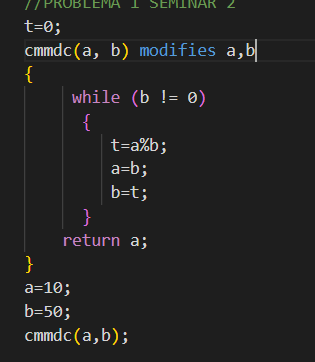 //PROBLEMA 1 SEMINAR 2
t=0;
cmmdc(a, b) modifies a,b
{
while (b != 0)
{
t=a%b;
a=b;
b=t;
}
return a;
}
a=10;
b=50;
cmmdc(a,b);